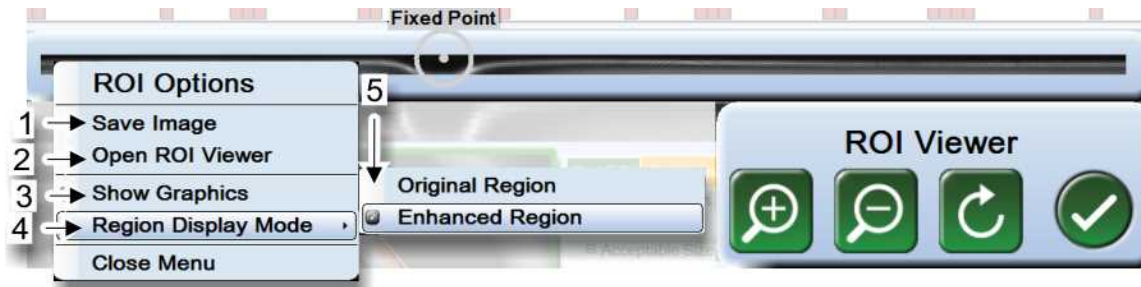 Fixed Point
ROI Options
5
1 Save Image
2 Open ROI Viewer
3 Show Graphics
4 Region Display Mode
Close Menu
Original Region
Enhanced Region
ROI Viewer